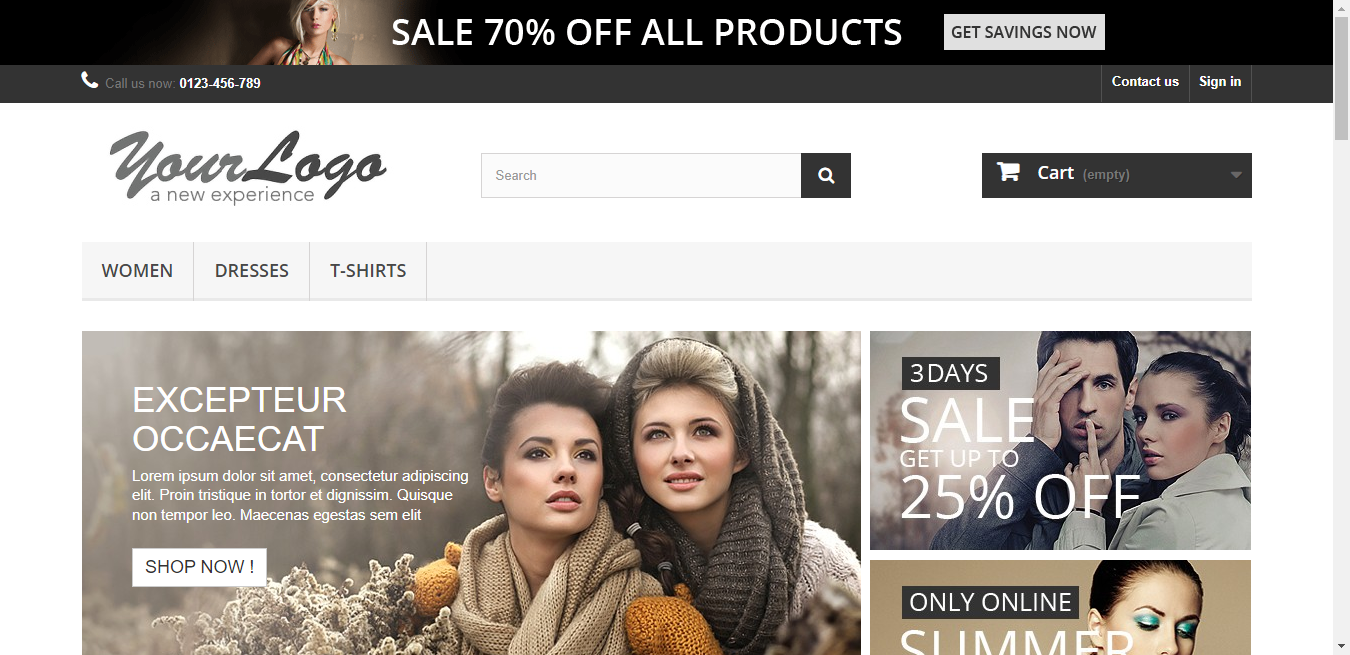 SALE 70% OFF ALL PRODUCTS
GET SAVINGS NOW
Call us now: 0123-456-789
Contact us
Sign in
YourLogo
a new experience
Search
Cart (empty)
WOMEN
DRESSES
T-SHIRTS
EXCEPTEUR
OCCAECAT
Lorem ipsum dolor sit amet, consectetur adipiscing
elit. Proin tristique in tortor et dignissim. Quisque
non tempor leo. Maecenas egestas sem elit
SHOP NOW !
3 DAYS
SALE
GET UP TO
25% OFF
ONLY ONLINE
SUMMER